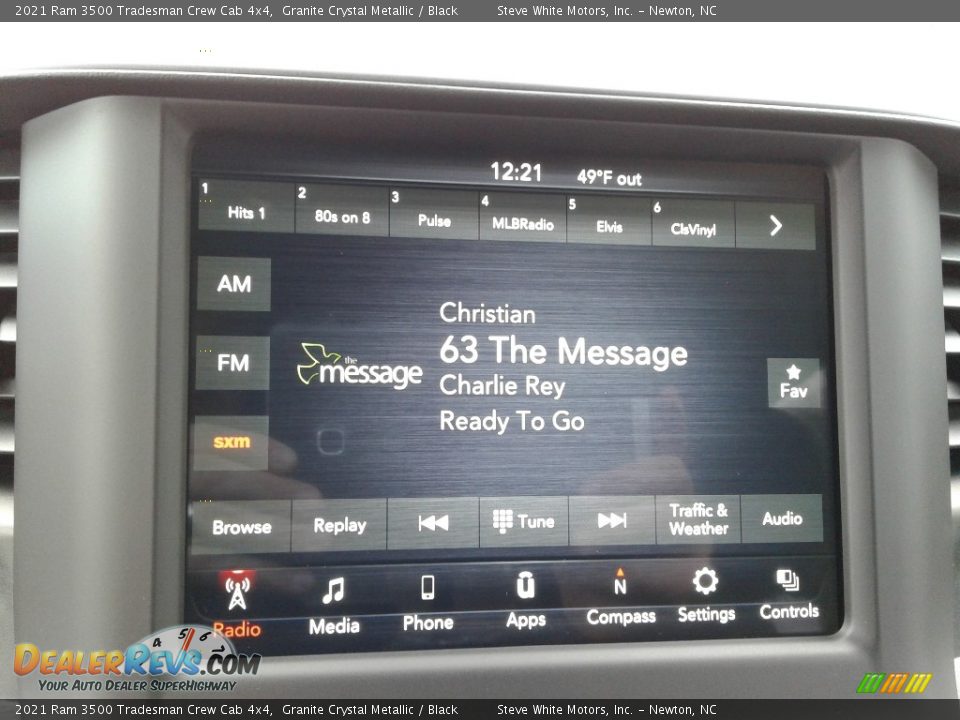 2021 Ram 3500 Tradesman Crew Cab 4x4, Granite Crystal Metallic / Black Steve White Motors, Inc. – Newton, NC
12:21 49°F out
1 Hits 1
2 80s on 8
3 Pulse
4 MLBRadio
5 Elvis
6 ClsVinyl
AM
FM
sxm
the message
Christian
63 The Message
Charlie Rey
Ready To Go
Fav
Browse
Replay
Tune
Traffic &
Weather
Audio
Radio
Media
Phone
Apps
N
Compass
Settings
Controls
4 5 6
DealerRevs.com
Your Auto Dealer SuperHighway
2021 Ram 3500 Tradesman Crew Cab 4x4, Granite Crystal Metallic / Black Steve White Motors, Inc. – Newton, NC